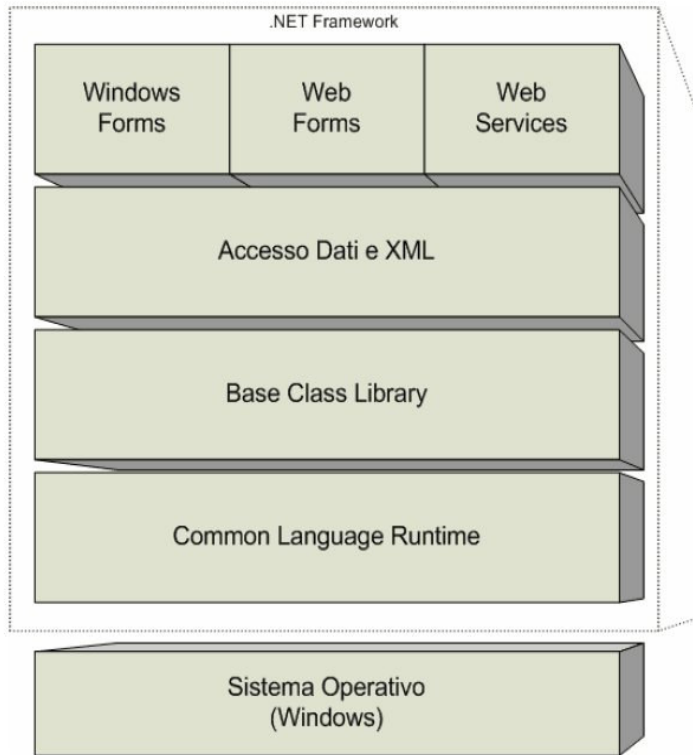 .NET Framework
Windows
Forms
Web
Forms
Web
Services
Accesso Dati e XML
Base Class Library
Common Language Runtime
Sistema Operativo
(Windows)